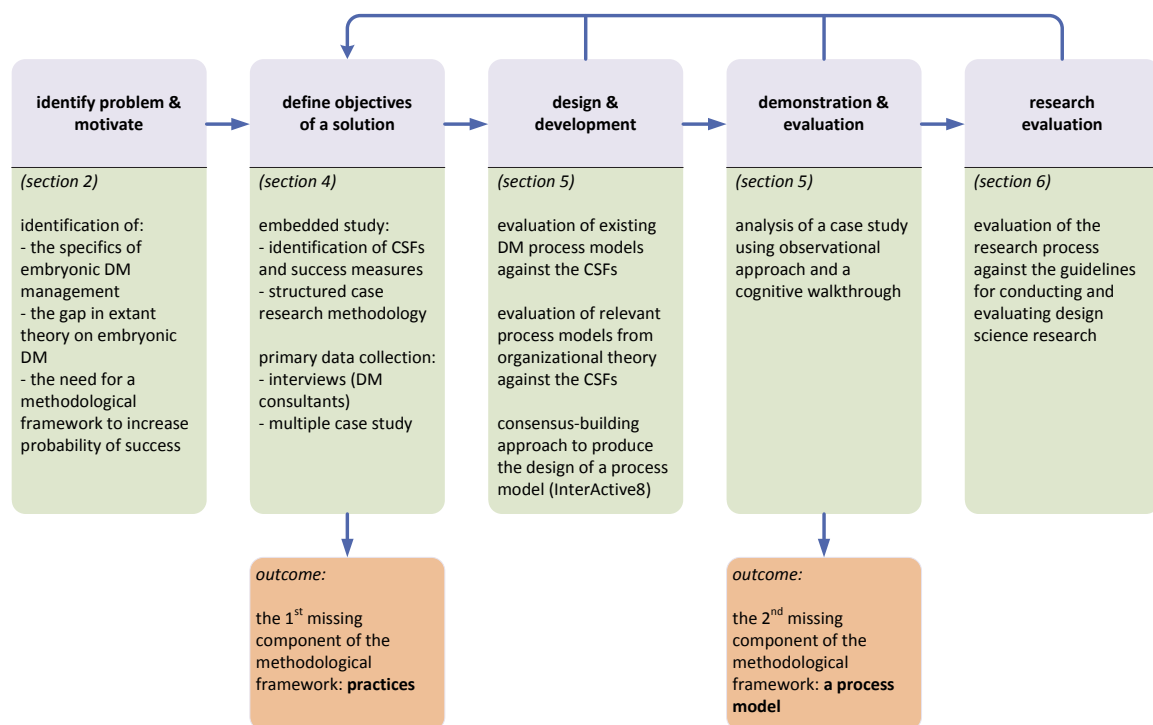 identify problem &
motivate
define objectives
of a solution
design &
development
demonstration &
evaluation
research
evaluation
(section 2)
identification of:
- the specifics of
embryonic DM
management
- the gap in extant
theory on embryonic
DM
- the need for a
methodological
framework to increase
probability of success
(section 4)
embedded study:
- identification of CSFs
and success measures
- structured case
research methodology
primary data collection:
- interviews (DM
consultants)
- multiple case study
(section 5)
evaluation of existing
DM process models
against the CSFs
evaluation of relevant
process models from
organizational theory
against the CSFs
consensus-building
approach to produce
the design of a process
model (InterActive8)
(section 5)
analysis of a case study
using observational
approach and a
cognitive walkthrough
(section 6)
evaluation of the
research process
against the guidelines
for conducting and
evaluating design
science research
outcome:
the 1st missing
component of the
methodological
framework: practices
outcome:
the 2nd missing
component of the
methodological
framework: a process
model